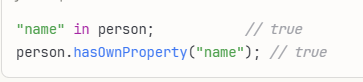 "name" in person;           // true
person.hasOwnProperty("name"); // true